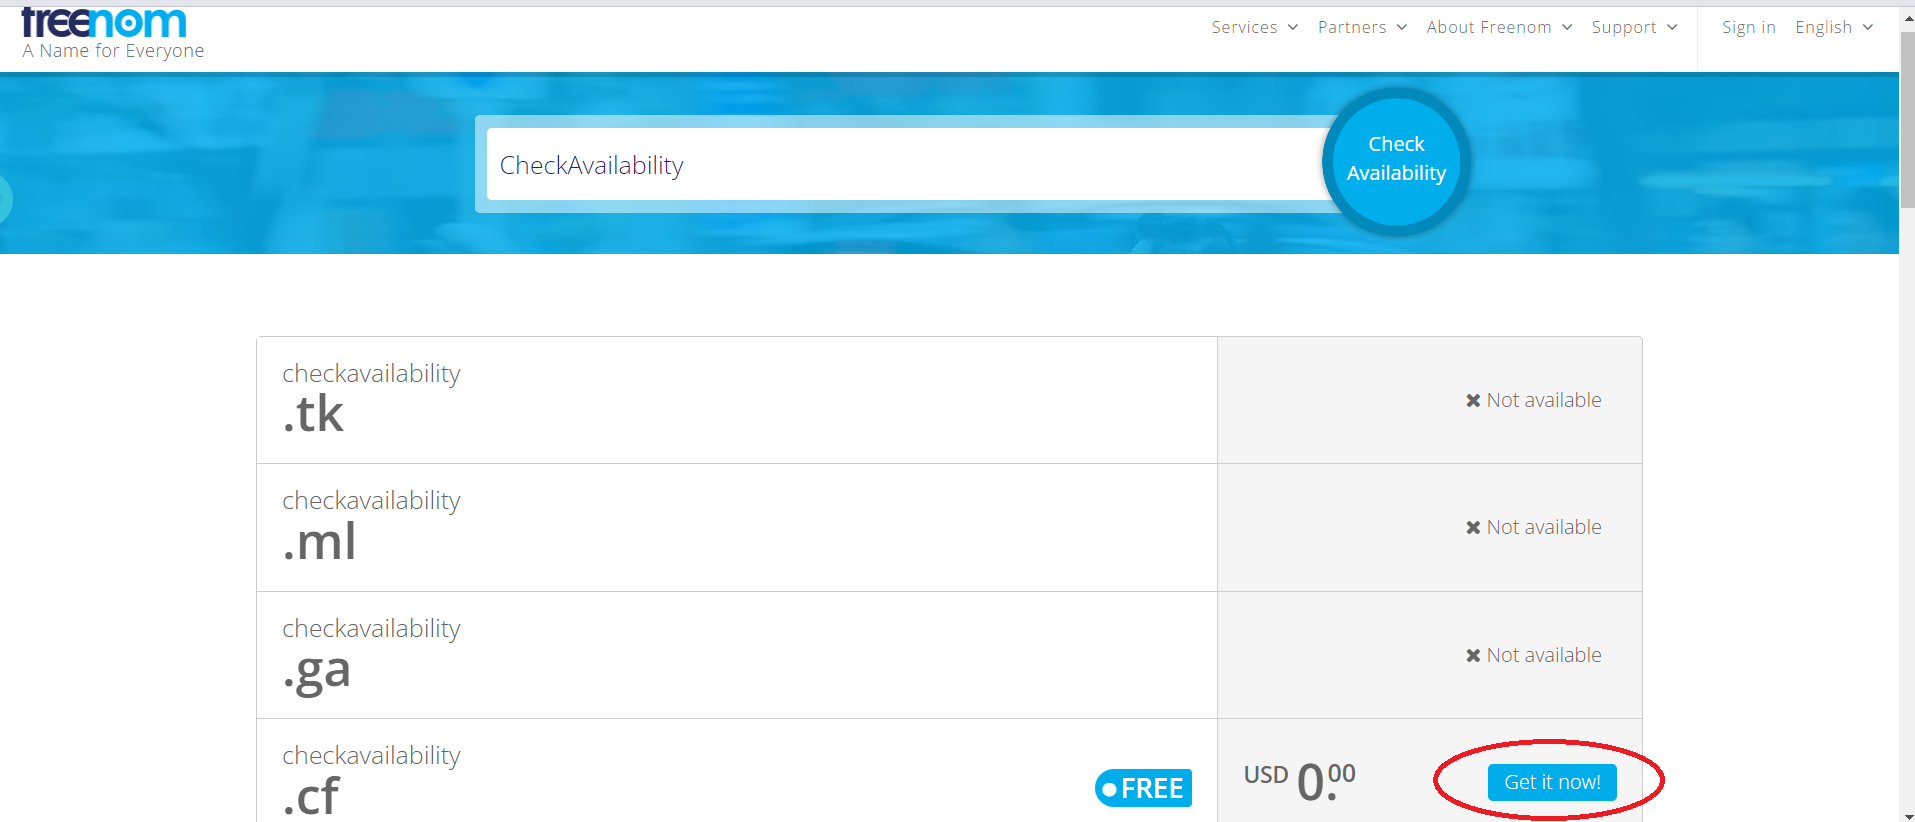 freenom
A Name for Everyone
Services Partners About Freenom Support Sign in English
CheckAvailability
Check
Availability
checkavailability
.tk
Not available
checkavailability
.ml
Not available
checkavailability
.ga
Not available
checkavailability
.cf
FREE
USD 0.00
Get it now!